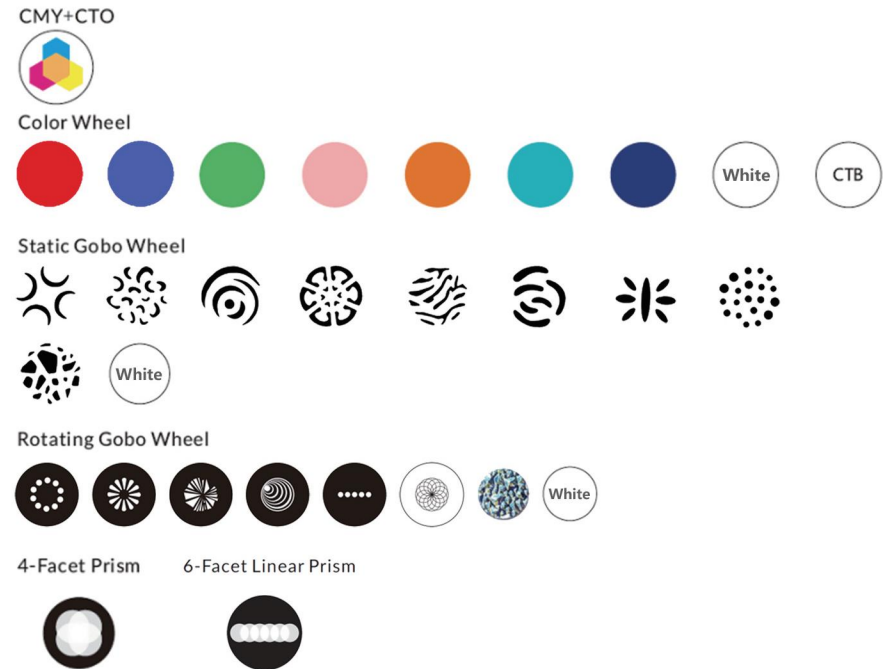 CMY+CTO
Color Wheel
White CTB
Static Gobo Wheel
White
Rotating Gobo Wheel
White
4-Facet Prism 6-Facet Linear Prism